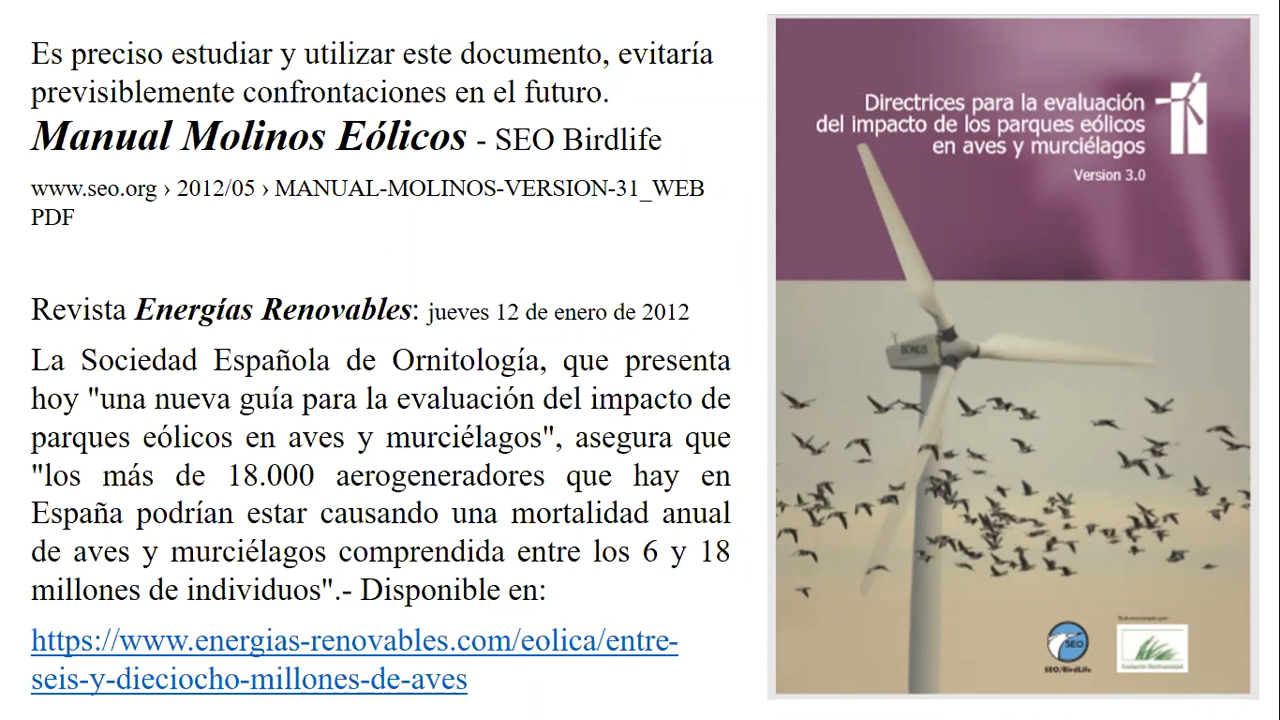 Es preciso estudiar y utilizar este documento, evitaría
previsiblemente confrontaciones en el futuro.
Manual Molinos Eólicos - SEO Birdlife
www.seo.org › 2012/05 › MANUAL-MOLINOS-VERSION-31_WEB
PDF
Revista Energías Renovables: jueves 12 de enero de 2012
La Sociedad Española de Ornitología, que presenta
hoy "una nueva guía para la evaluación del impacto de
parques eólicos en aves y murciélagos", asegura que
"los más de 18.000 aerogeneradores que hay en
España podrían estar causando una mortalidad anual
de aves y murciélagos comprendida entre los 6 y 18
millones de individuos".- Disponible en:
https://www.energias-renovables.com/eolica/entre-
seis-y-dieciocho-millones-de-aves
Directrices para la evaluación
del impacto de los parques eólicos
en aves y murciélagos
Version 3.0
BONUS
SEO
SEO/BirdLife
Fundación Biodiversidad